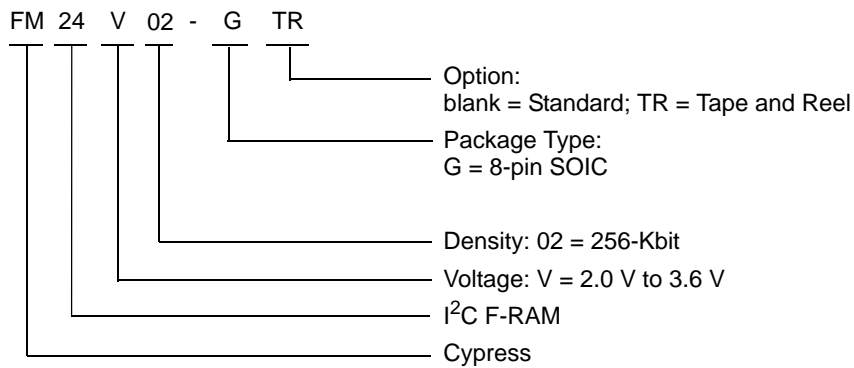 FM 24 V 02 - G TR
Option:
blank = Standard; TR = Tape and Reel
Package Type:
G = 8-pin SOIC
Density: 02 = 256-Kbit
Voltage: V = 2.0 V to 3.6 V
I²C F-RAM
Cypress